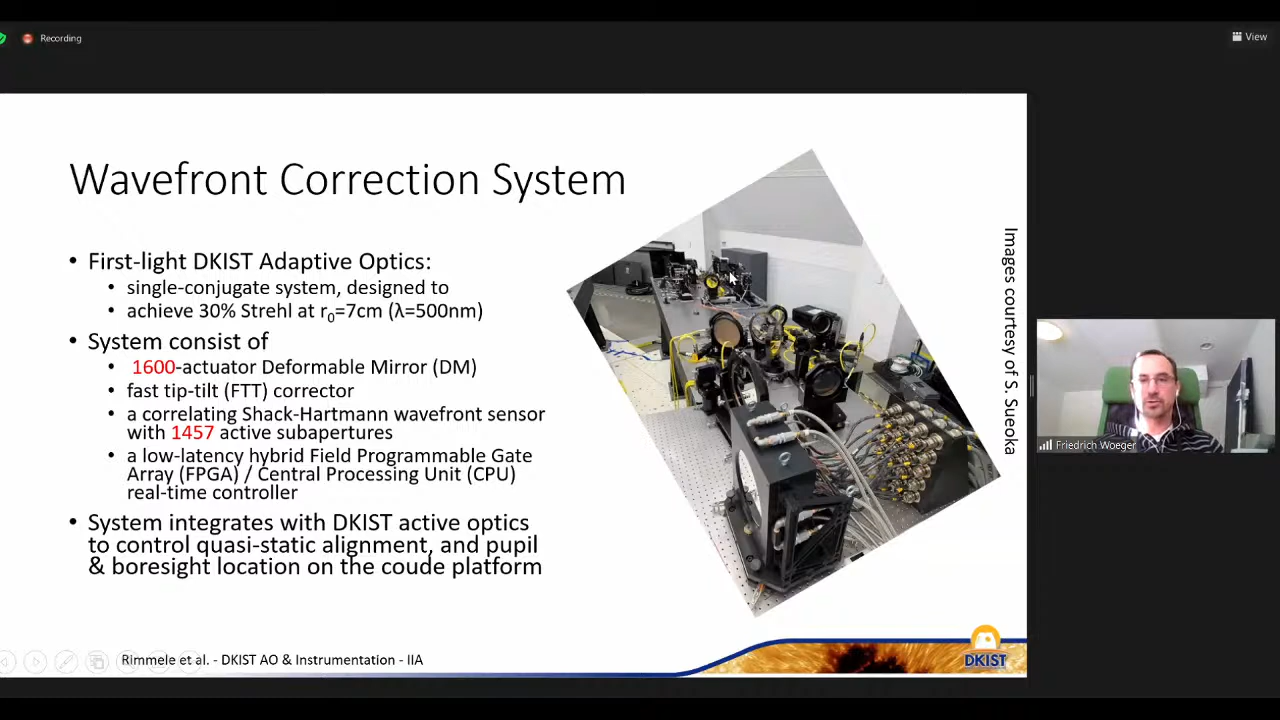 Recording
View
Wavefront Correction System
• First-light DKIST Adaptive Optics:
• single-conjugate system, designed to
• achieve 30% Strehl at r0=7cm (λ=500nm)
• System consist of
• 1600-actuator Deformable Mirror (DM)
• fast tip-tilt (FTT) corrector
• a correlating Shack-Hartmann wavefront sensor
with 1457 active subapertures
• a low-latency hybrid Field Programmable Gate
Array (FPGA) / Central Processing Unit (CPU)
real-time controller
• System integrates with DKIST active optics
to control quasi-static alignment, and pupil
& boresight location on the coude platform
Images courtesy of S. Sueoka
Friedrich Woeger
Rimmele et al. - DKIST AO & Instrumentation - IIA
DKIST